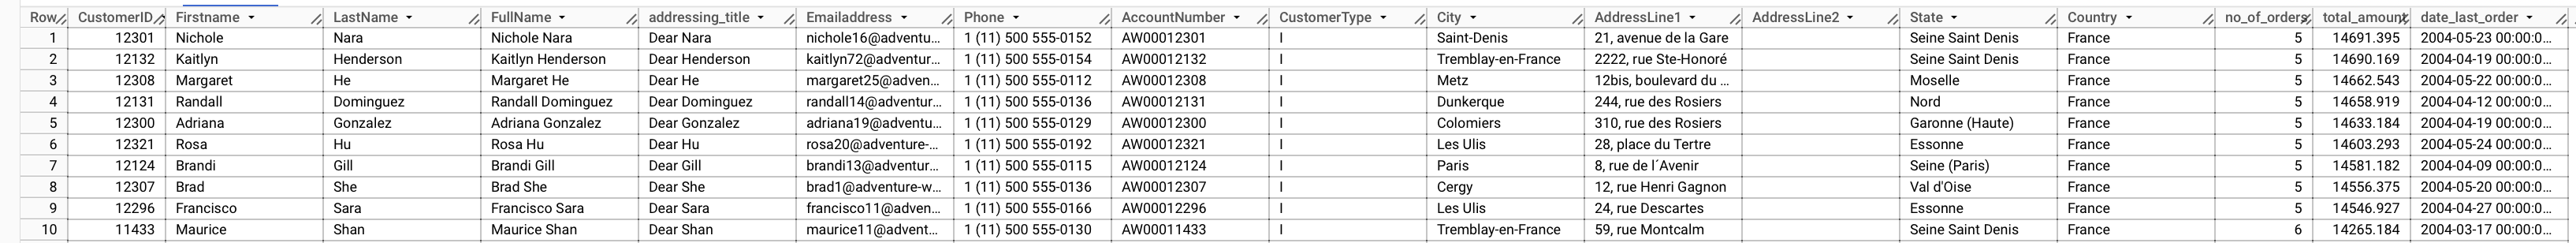 Row CustomerID Firstname LastName FullName addressing_title Emailaddress Phone AccountNumber CustomerType City AddressLine1 AddressLine2 State Country no_of_orders total_amount date_last_order
1 12301 Nichole Nara Nichole Nara Dear Nara nichole16@adventu... 1 (11) 500 555-0152 AW00012301 I Saint-Denis 21, avenue de la Gare Seine Saint Denis France 5 14691.395 2004-05-23 00:00:0...
2 12132 Kaitlyn Henderson Kaitlyn Henderson Dear Henderson kaitlyn72@adventur... 1 (11) 500 555-0154 AW00012132 I Tremblay-en-France 2222, rue Ste-Honoré Seine Saint Denis France 5 14690.169 2004-04-19 00:00:0...
3 12308 Margaret He Margaret He Dear He margaret25@adven... 1 (11) 500 555-0112 AW00012308 I Metz 12bis, boulevard du ... Moselle France 5 14662.543 2004-05-22 00:00:0...
4 12131 Randall Dominguez Randall Dominguez Dear Dominguez randall14@adventur... 1 (11) 500 555-0136 AW00012131 I Dunkerque 244, rue des Rosiers Nord France 5 14658.919 2004-04-12 00:00:0...
5 12300 Adriana Gonzalez Adriana Gonzalez Dear Gonzalez adriana19@adventu... 1 (11) 500 555-0129 AW00012300 I Colomiers 310, rue des Rosiers Garonne (Haute) France 5 14633.184 2004-04-19 00:00:0...
6 12321 Rosa Hu Rosa Hu Dear Hu rosa20@adventure-... 1 (11) 500 555-0192 AW00012321 I Les Ulis 28, place du Tertre Essonne France 5 14603.293 2004-05-24 00:00:0...
7 12124 Brandi Gill Brandi Gill Dear Gill brandi13@adventur... 1 (11) 500 555-0115 AW00012124 I Paris 8, rue de l´Avenir Seine (Paris) France 5 14581.182 2004-04-09 00:00:0...
8 12307 Brad She Brad She Dear She brad1@adventure-w... 1 (11) 500 555-0136 AW00012307 I Cergy 12, rue Henri Gagnon Val d'Oise France 5 14556.375 2004-05-20 00:00:0...
9 12296 Francisco Sara Francisco Sara Dear Sara francisco11@adven... 1 (11) 500 555-0166 AW00012296 I Les Ulis 24, rue Descartes Essonne France 5 14546.927 2004-04-27 00:00:0...
10 11433 Maurice Shan Maurice Shan Dear Shan maurice11@advent... 1 (11) 500 555-0130 AW00011433 I Tremblay-en-France 59, rue Montcalm Seine Saint Denis France 6 14265.184 2004-03-17 00:00:0...